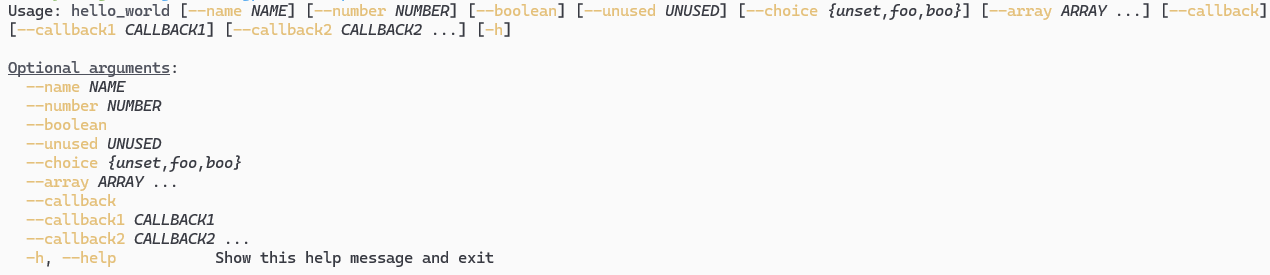 Usage: hello_world [--name NAME] [--number NUMBER] [--boolean] [--unused UNUSED] [--choice {unset,foo,boo}] [--array ARRAY ...] [--callback]
[--callback1 CALLBACK1] [--callback2 CALLBACK2 ...] [-h]
Optional arguments:
--name NAME
--number NUMBER
--boolean
--unused UNUSED
--choice {unset,foo,boo}
--array ARRAY ...
--callback
--callback1 CALLBACK1
--callback2 CALLBACK2 ...
-h, --help Show this help message and exit